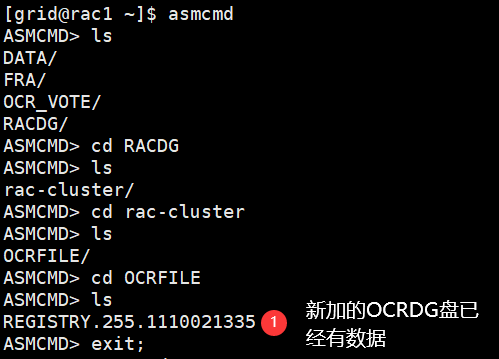 [grid@rac1 ~]$ asmcmd
ASMCMD> ls
DATA/
FRA/
OCR_VOTE/
RACDG/
ASMCMD> cd RACDG
ASMCMD> ls
rac-cluster/
ASMCMD> cd rac-cluster
ASMCMD> ls
OCRFILE/
ASMCMD> cd OCRFILE
ASMCMD> ls
REGISTRY.255.1110021335
1
新加的OCRDG盘已
经有数据
ASMCMD> exit;